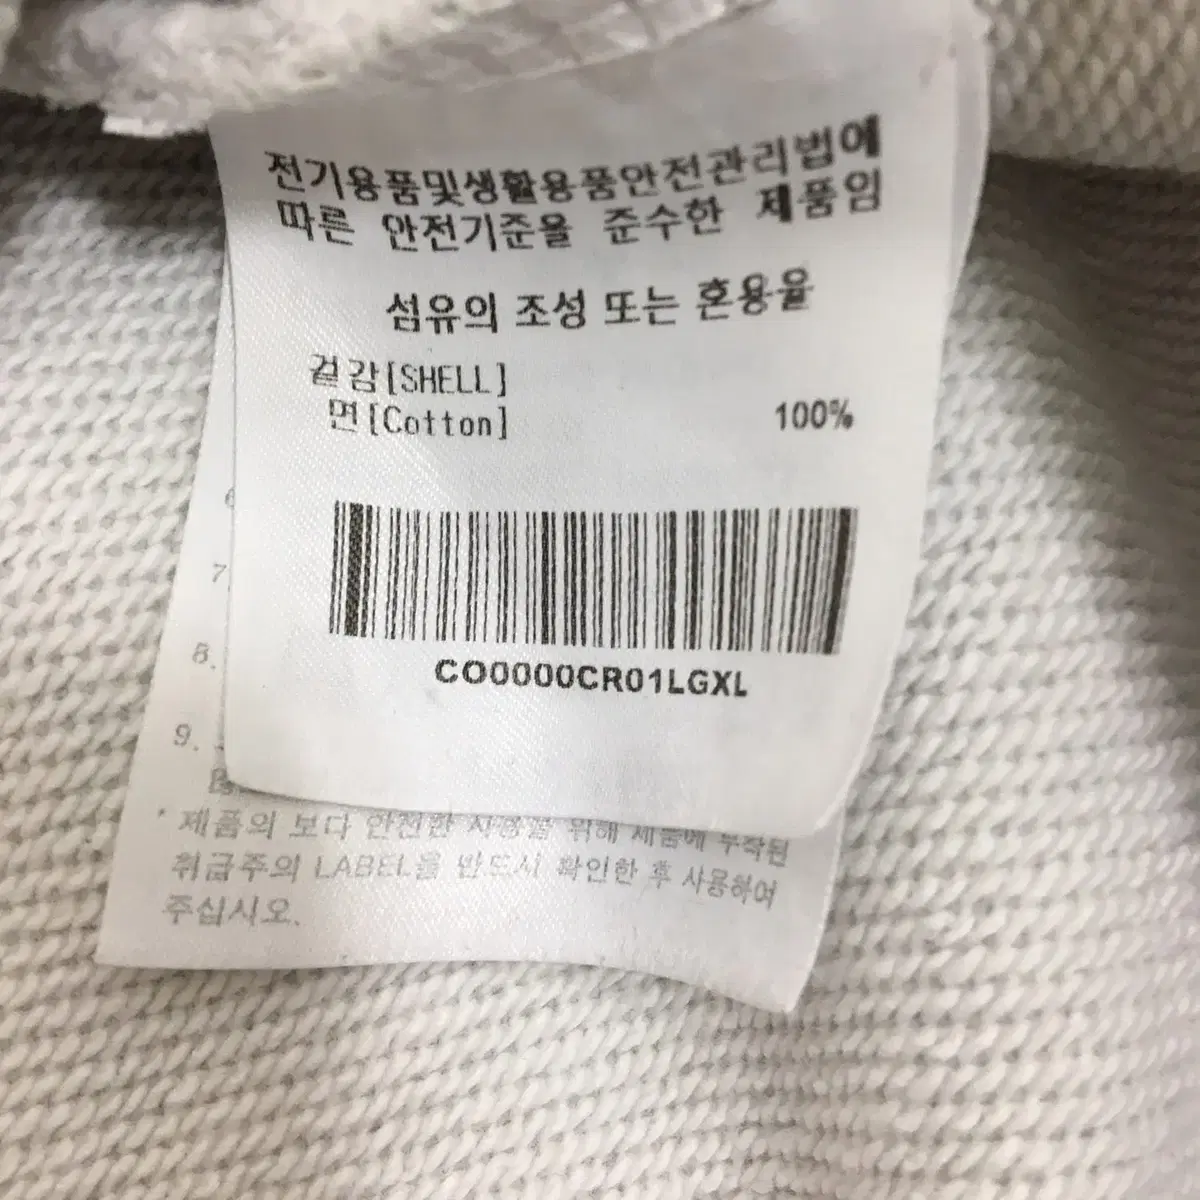 전기용품및생활용품안전관리법에
따른 안전기준을 준수한 제품임
섬유의 조성 또는 혼용율
겉감[SHELL]
면[Cotton] 100%
CO0000CR01LGXL
7
8.
9.
제품의 보다 안전한 사용을 위해 제품에 부착된
취급주의 LABEL을 반드시 확인한 후 사용하여
주십시오.